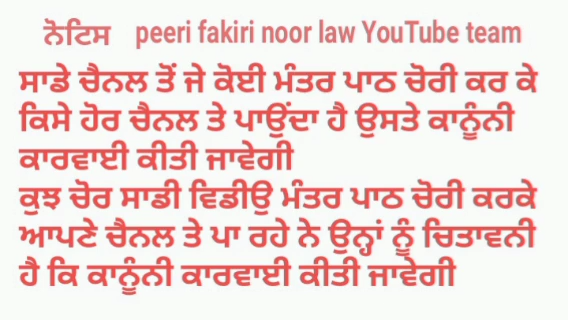 ਨੋਟਿਸ peeri fakiri noor law YouTube team
ਸਾਡੇ ਚੈਨਲ ਤੋਂ ਜੇ ਕੋਈ ਮੰਤਰ ਪਾਠ ਚੋਰੀ ਕਰ ਕੇ
ਕਿਸੇ ਹੋਰ ਚੈਨਲ ਤੇ ਪਾਉਂਦਾ ਹੈ ਉਸਤੇ ਕਾਨੂੰਨੀ
ਕਾਰਵਾਈ ਕੀਤੀ ਜਾਵੇਗੀ
ਕੁਝ ਚੋਰ ਸਾਡੀ ਵਿਡੀਉ ਮੰਤਰ ਪਾਠ ਚੋਰੀ ਕਰਕੇ
ਆਪਣੇ ਚੈਨਲ ਤੇ ਪਾ ਰਹੇ ਨੇ ਉਨ੍ਹਾਂ ਨੂੰ ਚਿਤਾਵਨੀ
ਹੈ ਕਿ ਕਾਨੂੰਨੀ ਕਾਰਵਾਈ ਕੀਤੀ ਜਾਵੇਗੀ